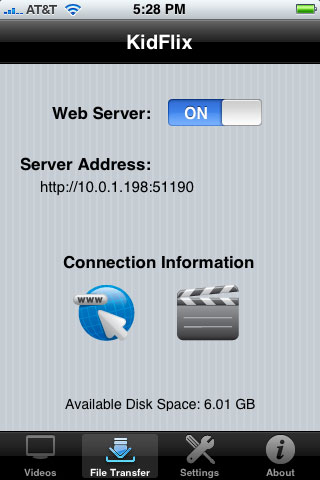 AT&T 5:28 PM
KidFlix
Web Server: ON
Server Address:
http://10.0.1.198:51190
Connection Information
www
Available Disk Space: 6.01 GB
Videos File Transfer Settings About